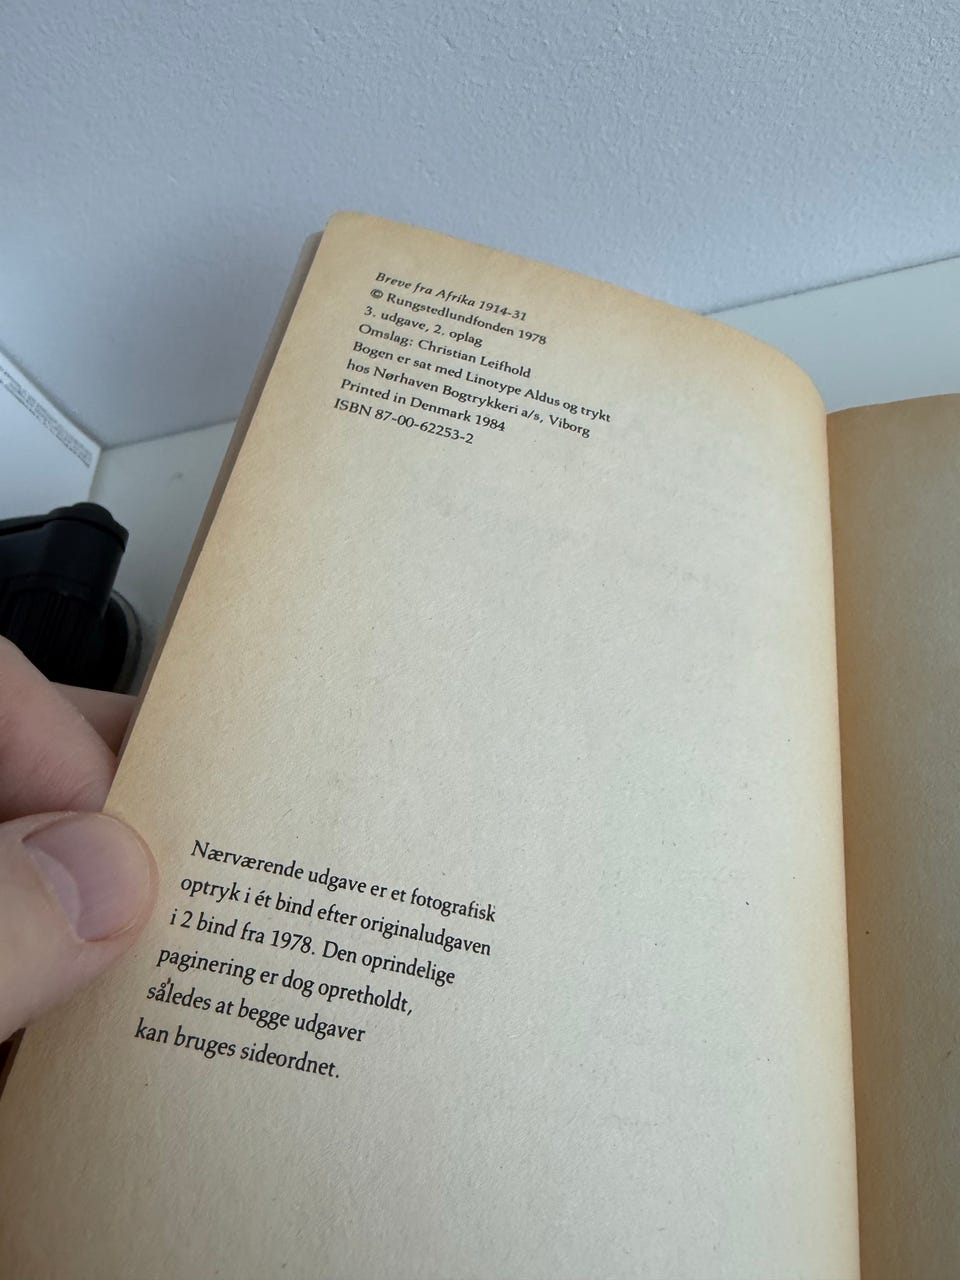 Breve fra Afrika 1914-31
© Rungstedlundfonden 1978
3. udgave, 2. oplag
Omslag: Christian Leifhold
Bogen er sat med Linotype Aldus og trykt
hos Nørhaven Bogtrykkeri a/s, Viborg
Printed in Denmark 1984
ISBN 87-00-62253-2
Nærværende udgave er et fotografisk
optryk i ét bind efter originaludgaven
i 2 bind fra 1978. Den oprindelige
paginering er dog opretholdt,
således at begge udgaver
kan bruges sideordnet.